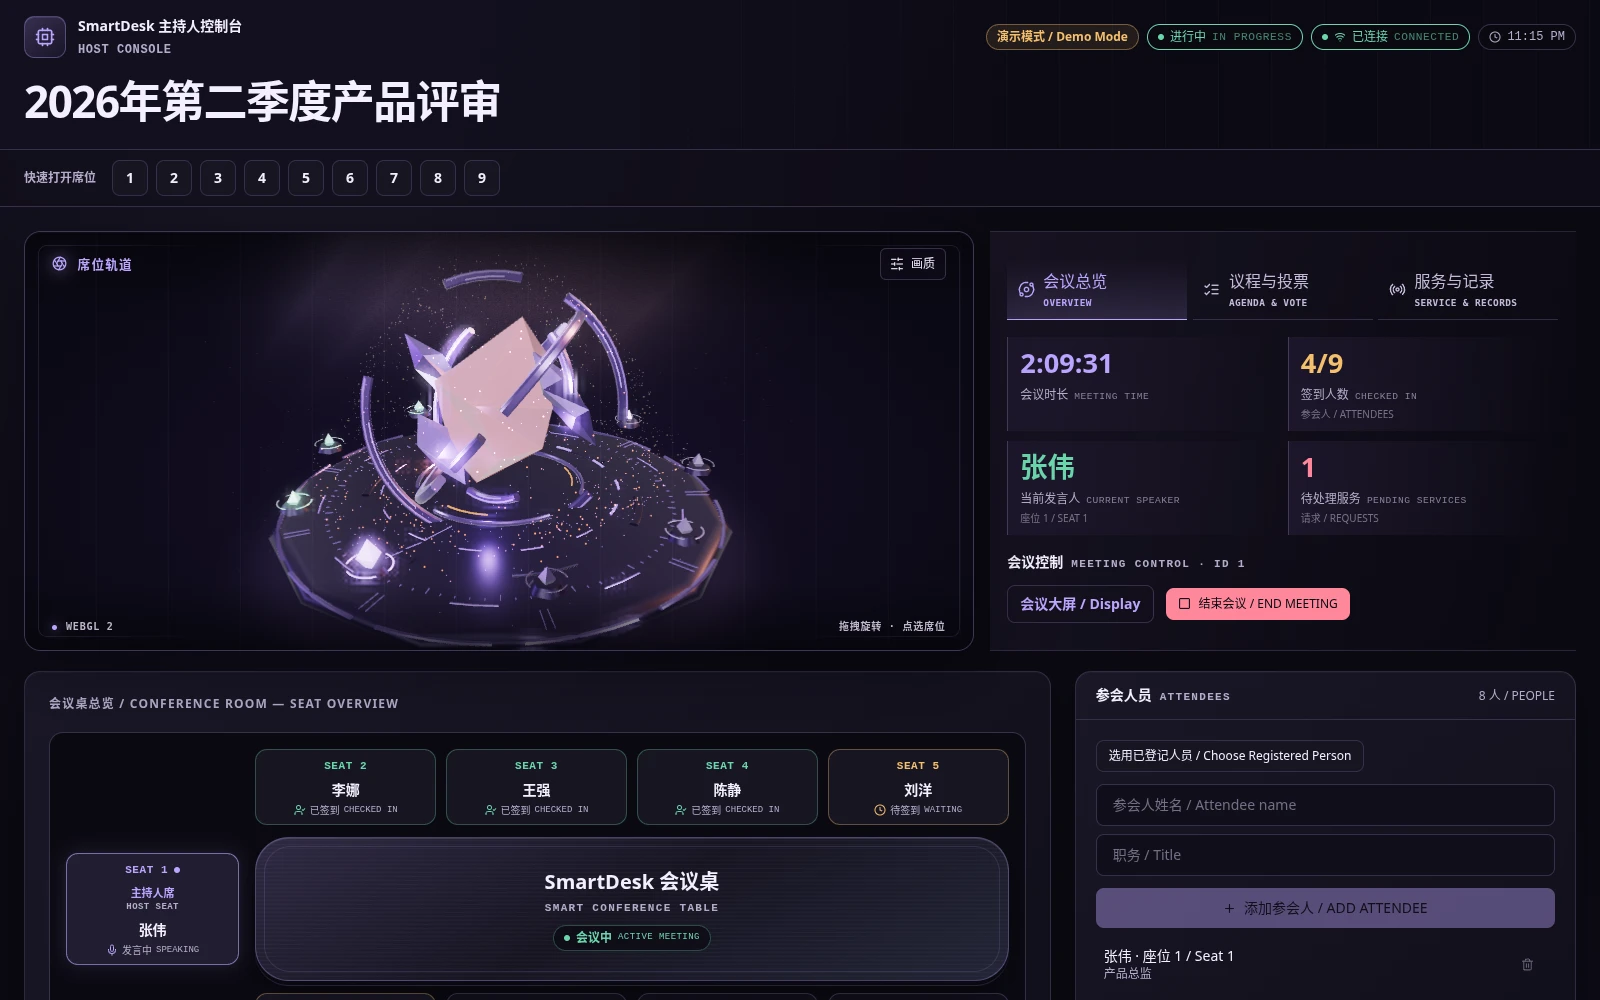 SmartDesk 主持人控制台
HOST CONSOLE
演示模式 / Demo Mode
进行中 IN PROGRESS
已连接 CONNECTED
11:15 PM
2026年第二季度产品评审
快速打开席位
1 2 3 4 5 6 7 8 9
席位轨道
画质
WEBGL 2
拖拽旋转 · 点选席位
会议总览
OVERVIEW
议程与投票
AGENDA & VOTE
服务与记录
SERVICE & RECORDS
2:09:31
会议时长 MEETING TIME
4/9
签到人数 CHECKED IN
参会人 / ATTENDEES
张伟
当前发言人 CURRENT SPEAKER
座位 1 / SEAT 1
1
待处理服务 PENDING SERVICES
请求 / REQUESTS
会议控制 MEETING CONTROL · ID 1
会议大屏 / Display
结束会议 / END MEETING
会议桌总览 / CONFERENCE ROOM — SEAT OVERVIEW
SEAT 2
李娜
已签到 CHECKED IN
SEAT 3
王强
已签到 CHECKED IN
SEAT 4
陈静
已签到 CHECKED IN
SEAT 5
刘洋
待签到 WAITING
SEAT 1
主持人席
HOST SEAT
张伟
发言中 SPEAKING
SmartDesk 会议桌
SMART CONFERENCE TABLE
会议中 ACTIVE MEETING
参会人员 ATTENDEES
8 人 / PEOPLE
选用已登记人员 / Choose Registered Person
参会人姓名 / Attendee name
职务 / Title
+ 添加参会人 / ADD ATTENDEE
张伟 · 座位 1 / Seat 1
产品总监